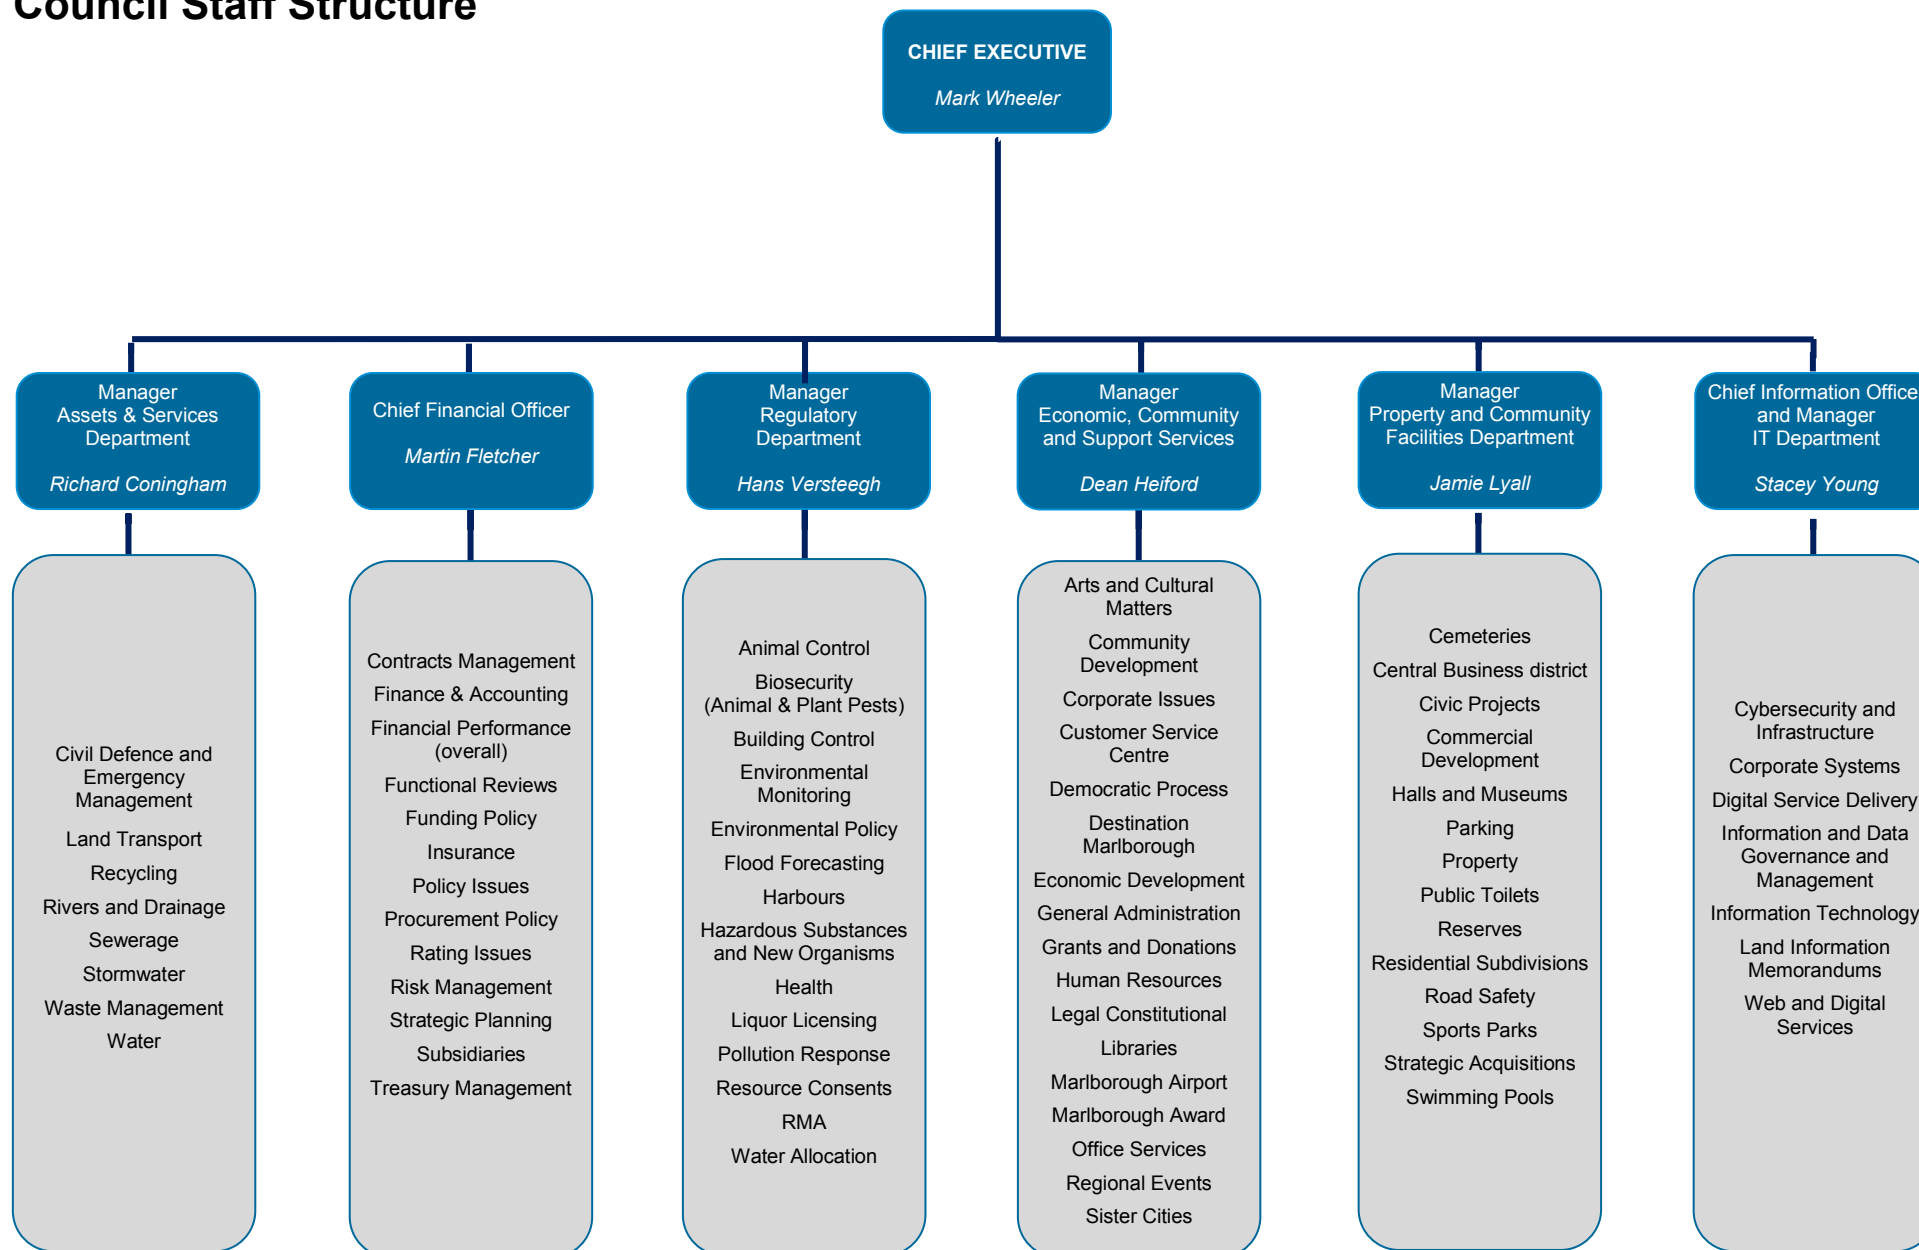 Council Staff Structure
CHIEF EXECUTIVE
Mark Wheeler
Manager
Assets & Services
Department
Richard Coningham
Chief Financial Officer
Martin Fletcher
Manager
Regulatory
Department
Hans Versteegh
Manager
Economic, Community
and Support Services
Dean Heiford
Manager
Property and Community
Facilities Department
Jamie Lyall
Chief Information Office
and Manager
IT Department
Stacey Young
Civil Defence and
Emergency
Management
Land Transport
Recycling
Rivers and Drainage
Sewerage
Stormwater
Waste Management
Water
Contracts Management
Finance & Accounting
Financial Performance
(overall)
Functional Reviews
Funding Policy
Insurance
Policy Issues
Procurement Policy
Rating Issues
Risk Management
Strategic Planning
Subsidiaries
Treasury Management
Animal Control
Biosecurity
(Animal & Plant Pests)
Building Control
Environmental
Monitoring
Environmental Policy
Flood Forecasting
Harbours
Hazardous Substances
and New Organisms
Health
Liquor Licensing
Pollution Response
Resource Consents
RMA
Water Allocation
Arts and Cultural
Matters
Community
Development
Corporate Issues
Customer Service
Centre
Democratic Process
Destination
Marlborough
Economic Development
General Administration
Grants and Donations
Human Resources
Legal Constitutional
Libraries
Marlborough Airport
Marlborough Award
Office Services
Regional Events
Sister Cities
Cemeteries
Central Business district
Civic Projects
Commercial
Development
Halls and Museums
Parking
Property
Public Toilets
Reserves
Residential Subdivisions
Road Safety
Sports Parks
Strategic Acquisitions
Swimming Pools
Cybersecurity and
Infrastructure
Corporate Systems
Digital Service Delivery
Information and Data
Governance and
Management
Information Technology
Land Information
Memorandums
Web and Digital
Services